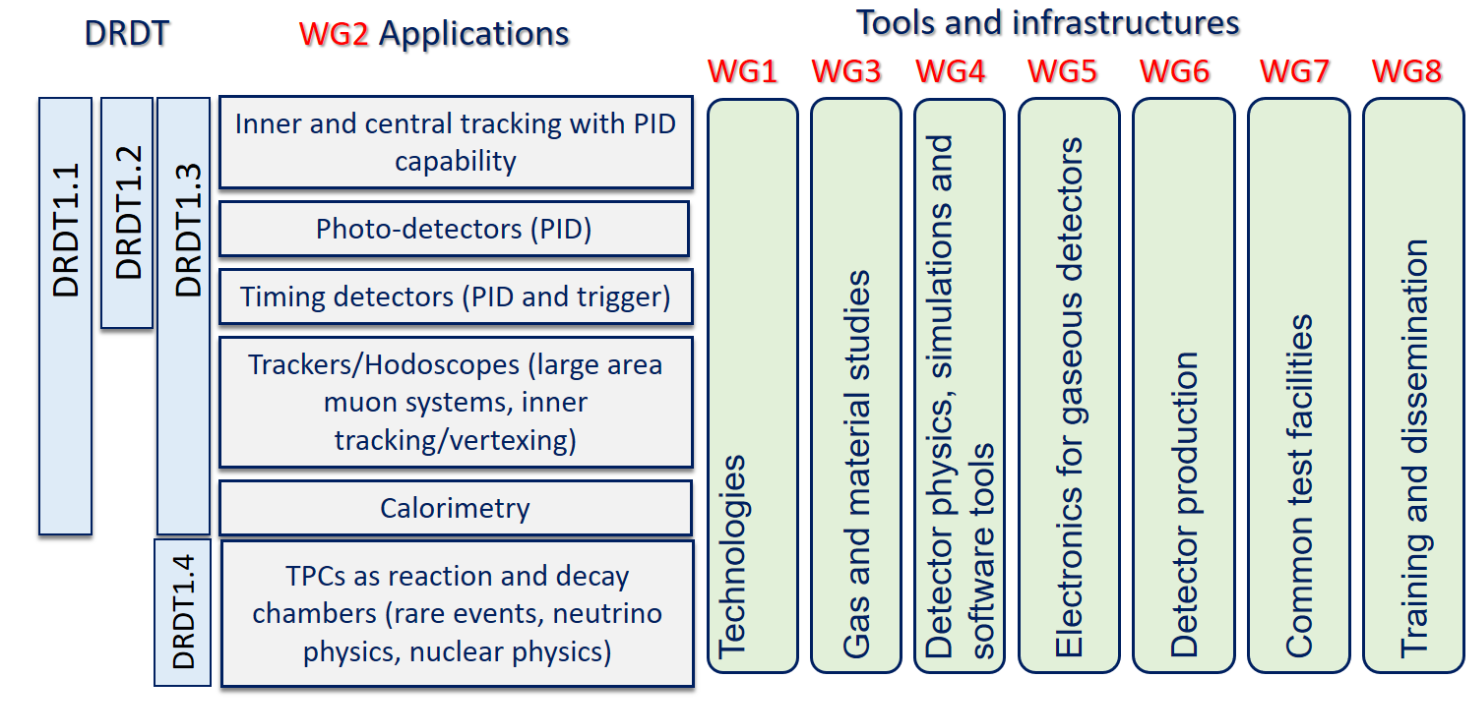 DRDT
WG2 Applications
Tools and infrastructures
WG1
WG3
WG4
WG5
WG6
WG7
WG8
DRDT1.1
DRDT1.2
DRDT1.3
DRDT1.4
Inner and central tracking with PID
capability
Photo-detectors (PID)
Timing detectors (PID and trigger)
Trackers/Hodoscopes (large area
muon systems, inner
tracking/vertexing)
Calorimetry
TPCs as reaction and decay
chambers (rare events, neutrino
physics, nuclear physics)
Technologies
Gas and material studies
Detector physics, simulations and
software tools
Electronics for gaseous detectors
Detector production
Common test facilities
Training and dissemination